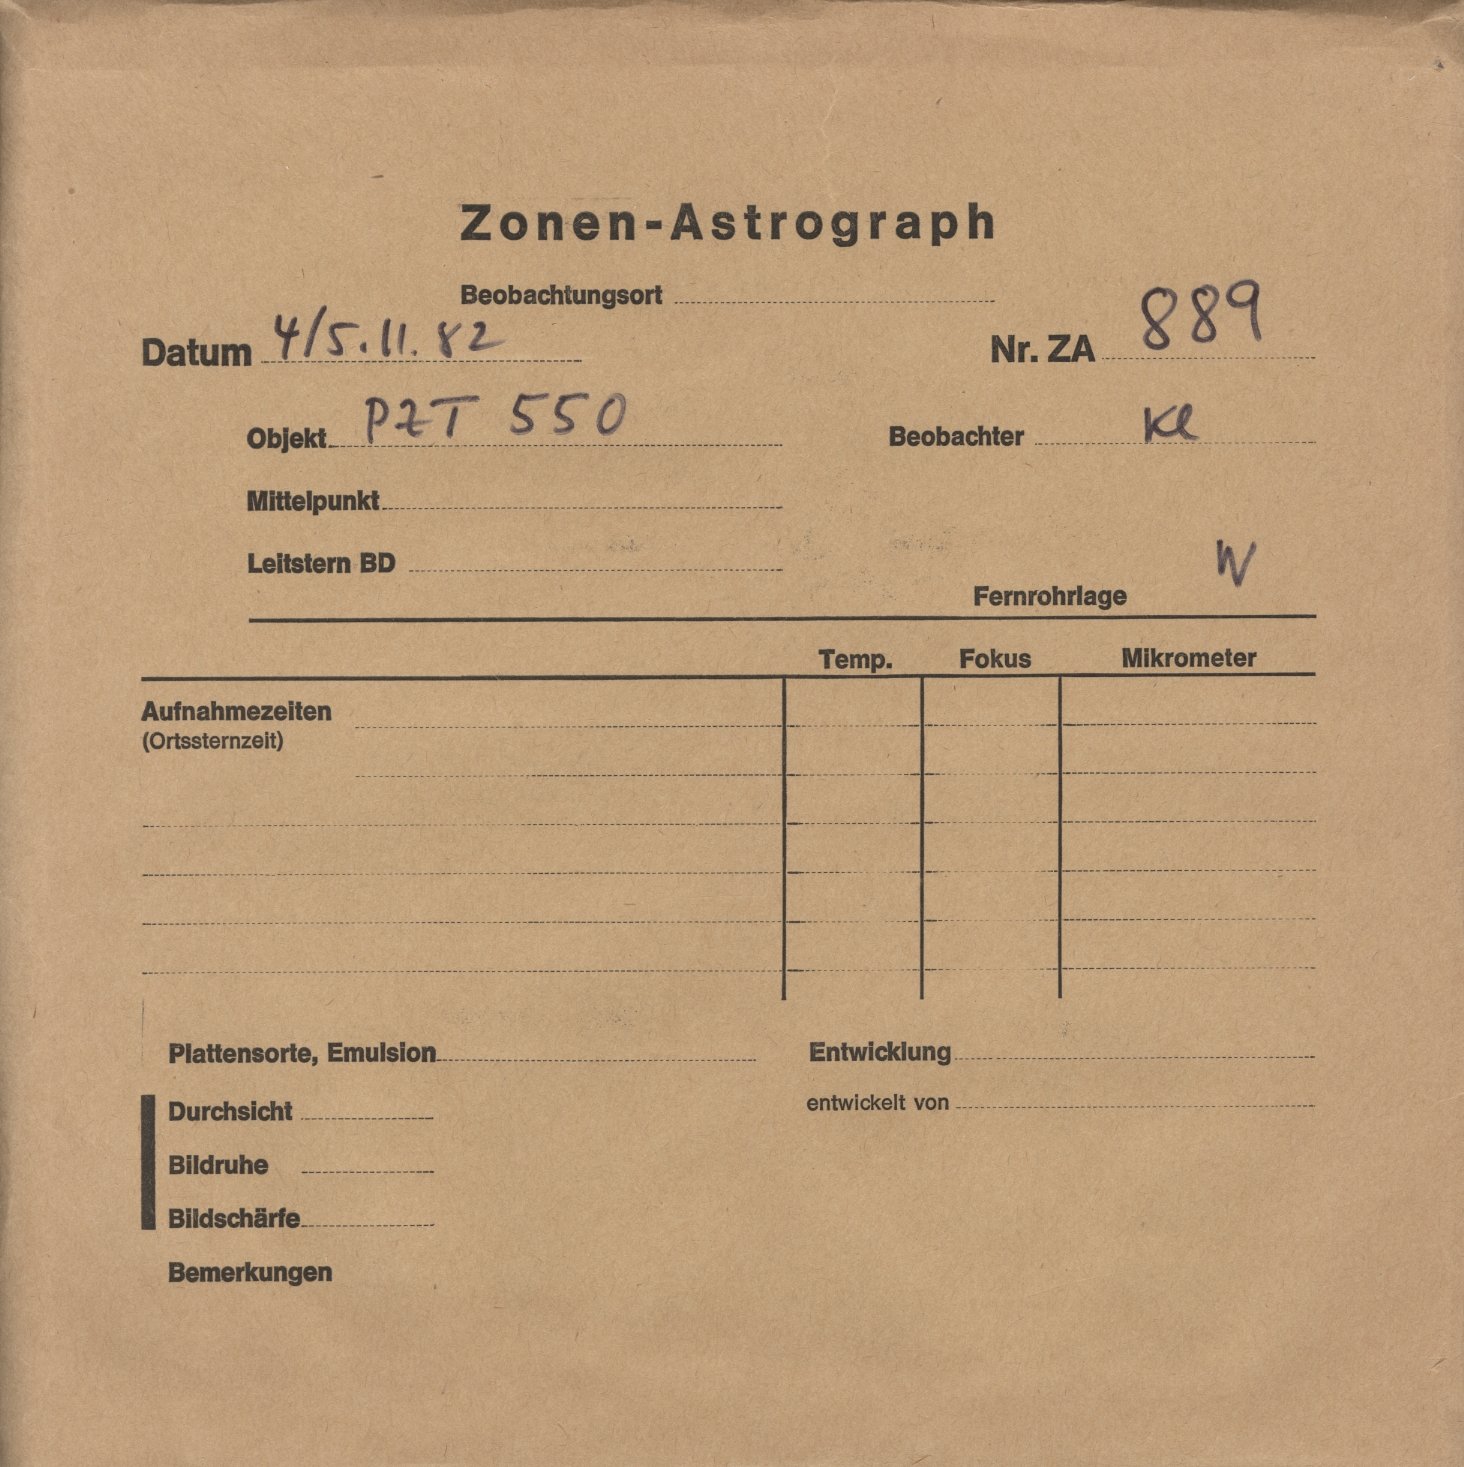 Zonen-Astrograph
Beobachtungsort
Datum 4/5.11.82
Nr. ZA 889
Objekt PZT 550
Beobachter Kl
Mittelpunkt
Leitstern BD
Fernrohrlage W
Temp. Fokus Mikrometer
Aufnahmezeiten
(Ortssternzeit)
Plattensorte, Emulsion
Entwicklung
Durchsicht
entwickelt von
Bildruhe
Bildschärfe
Bemerkungen